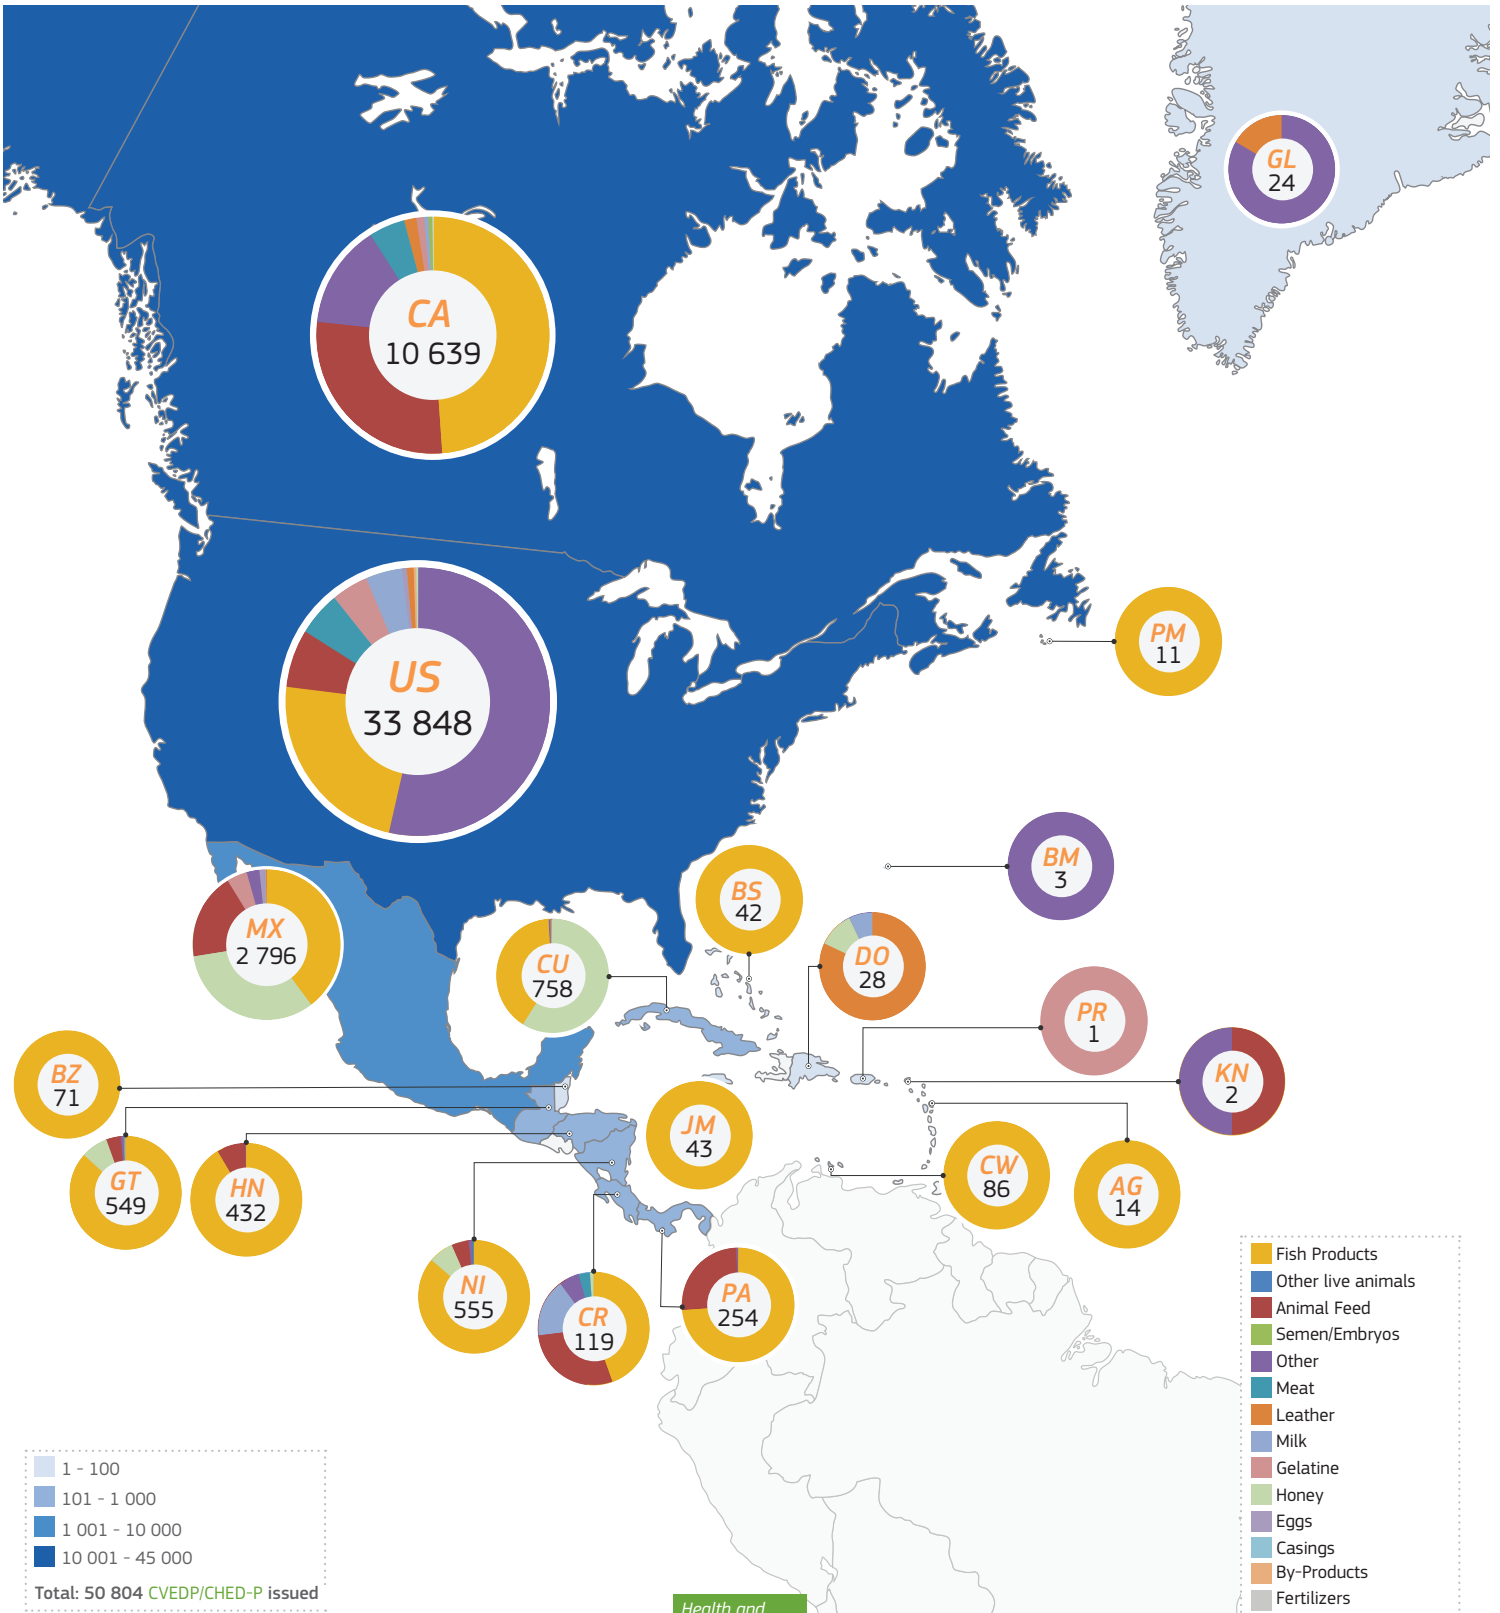 GL
24
CA
10 639
PM
11
US
33 848
BM
3
BS
42
MX
2 796
CU
758
DO
28
PR
1
BZ
71
KN
2
JM
43
GT
549
HN
432
CW
86
AG
14
NI
555
CR
119
PA
254
Fish Products
Other live animals
Animal Feed
Semen/Embryos
Other
Meat
Leather
Milk
Gelatine
Honey
Eggs
Casings
By-Products
Fertilizers
1 - 100
101 - 1 000
1 001 - 10 000
10 001 - 45 000
Total: 50 804 CVEDP/CHED-P issued
Health and